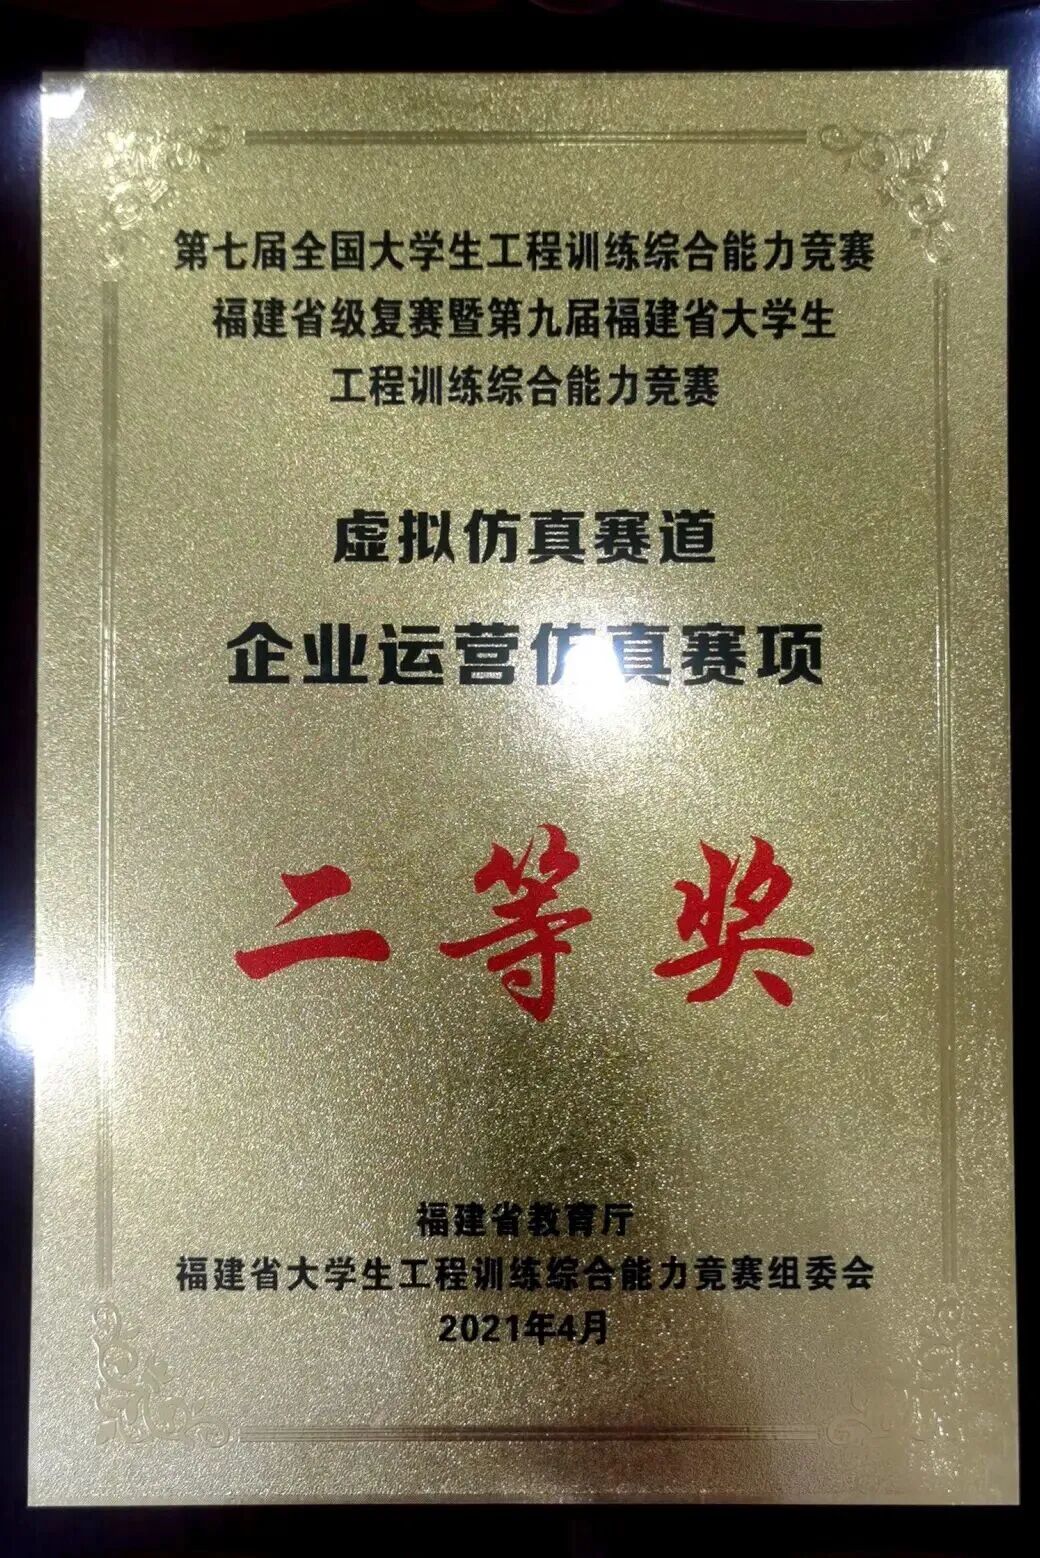 第七届全国大学生工程训练综合能力竞赛
福建省级复赛暨第九届福建省大学生
工程训练综合能力竞赛
虚拟仿真赛道
企业运营仿真赛项
二等奖
福建省教育厅
福建省大学生工程训练综合能力竞赛组委会
2021年4月